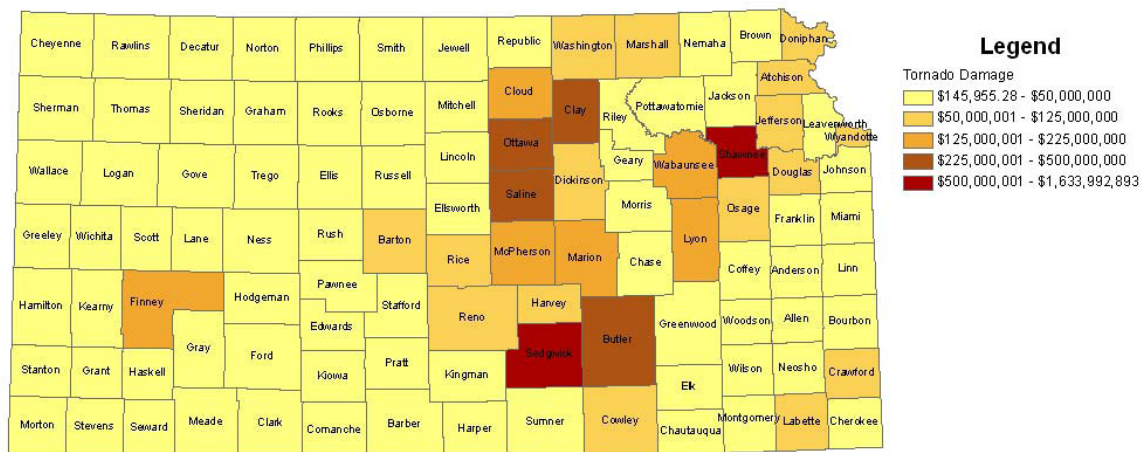 Cheyenne
Rawlins
Decatur
Norton
Phillips
Smith
Jewell
Republic
Washington
Marshall
Nemaha
Brown
Doniphan
Sherman
Thomas
Sheridan
Graham
Rooks
Osborne
Mitchell
Cloud
Clay
Riley
Pottawatomie
Jackson
Atchison
Jefferson
Leavenworth
Wyandotte
Wallace
Logan
Gove
Trego
Ellis
Russell
Lincoln
Ottawa
Saline
Dickinson
Geary
Wabaunsee
Shawnee
Douglas
Johnson
Greeley
Wichita
Scott
Lane
Ness
Rush
Barton
Ellsworth
Rice
McPherson
Marion
Morris
Chase
Lyon
Osage
Franklin
Miami
Hamilton
Kearny
Finney
Hodgeman
Pawnee
Stafford
Edwards
Reno
Harvey
Butler
Greenwood
Coffey
Anderson
Linn
Woodson
Allen
Bourbon
Stanton
Grant
Haskell
Gray
Ford
Kiowa
Pratt
Kingman
Sedgwick
Elk
Wilson
Neosho
Crawford
Morton
Stevens
Seward
Meade
Clark
Comanche
Barber
Harper
Sumner
Cowley
Chautauqua
Montgomery
Labette
Cherokee
Legend
Tornado Damage
$145,955.28 - $50,000,000
$50,000,001 - $125,000,000
$125,000,001 - $225,000,000
$225,000,001 - $500,000,000
$500,000,001 - $1,633,992,893